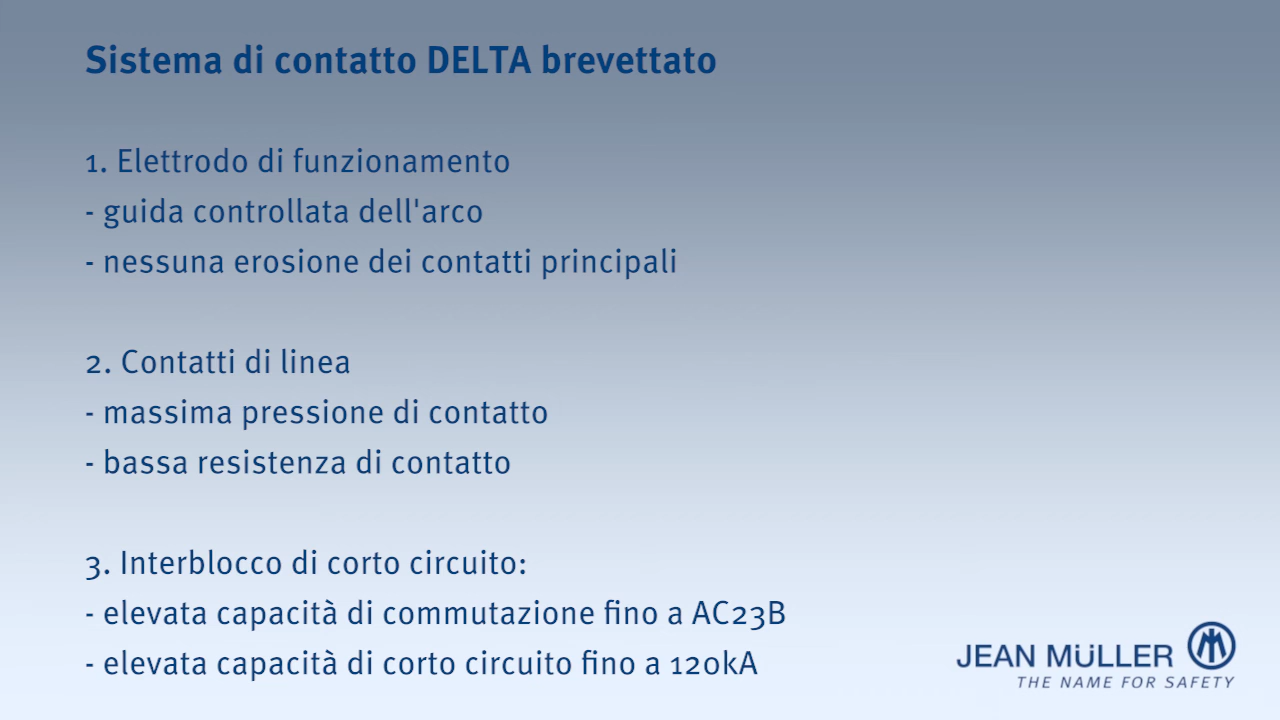 Sistema di contatto DELTA brevettato
1. Elettrodo di funzionamento
- guida controllata dell'arco
- nessuna erosione dei contatti principali
2. Contatti di linea
- massima pressione di contatto
- bassa resistenza di contatto
3. Interblocco di corto circuito:
- elevata capacità di commutazione fino a AC23B
- elevata capacità di corto circuito fino a 120kA
JEAN MÜLLER
THE NAME FOR SAFETY